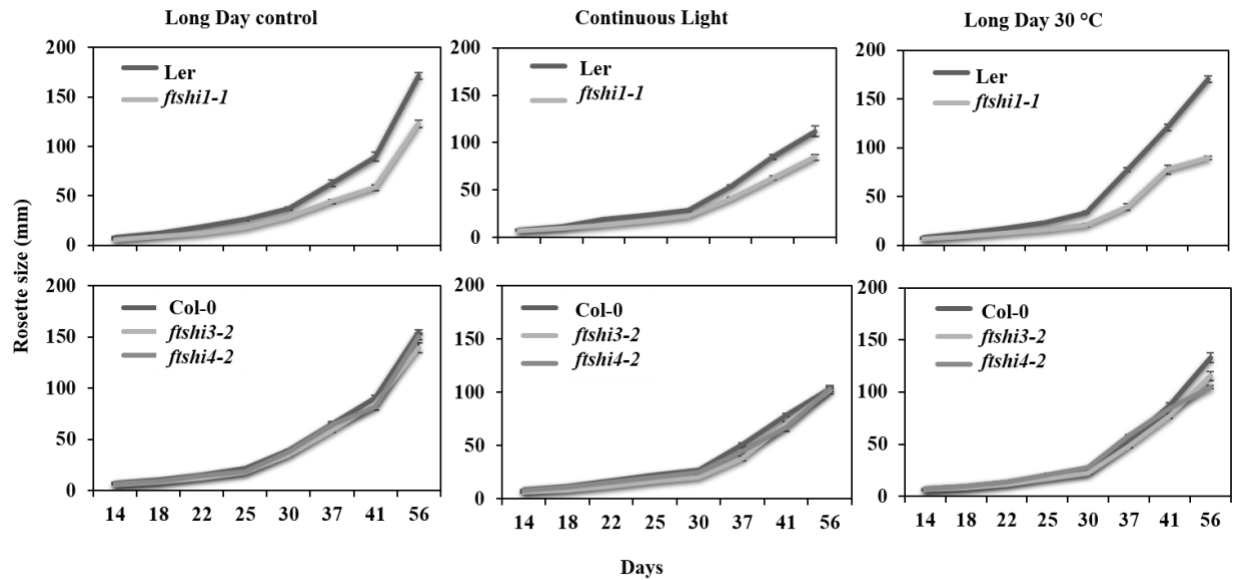 Long Day control
Continuous Light
Long Day 30 °C
Rosette size (mm)
200
150
100
50
0
Ler
ftshi1-1
200
150
100
50
0
Ler
ftshi1-1
200
150
100
50
0
Ler
ftshi1-1
200
150
100
50
0
Col-0
ftshi3-2
ftshi4-2
14 18 22 25 30 37 41 56
200
150
100
50
0
Col-0
ftshi3-2
ftshi4-2
14 18 22 25 30 37 41 56
200
150
100
50
0
Col-0
ftshi3-2
ftshi4-2
14 18 22 25 30 37 41 56
Days